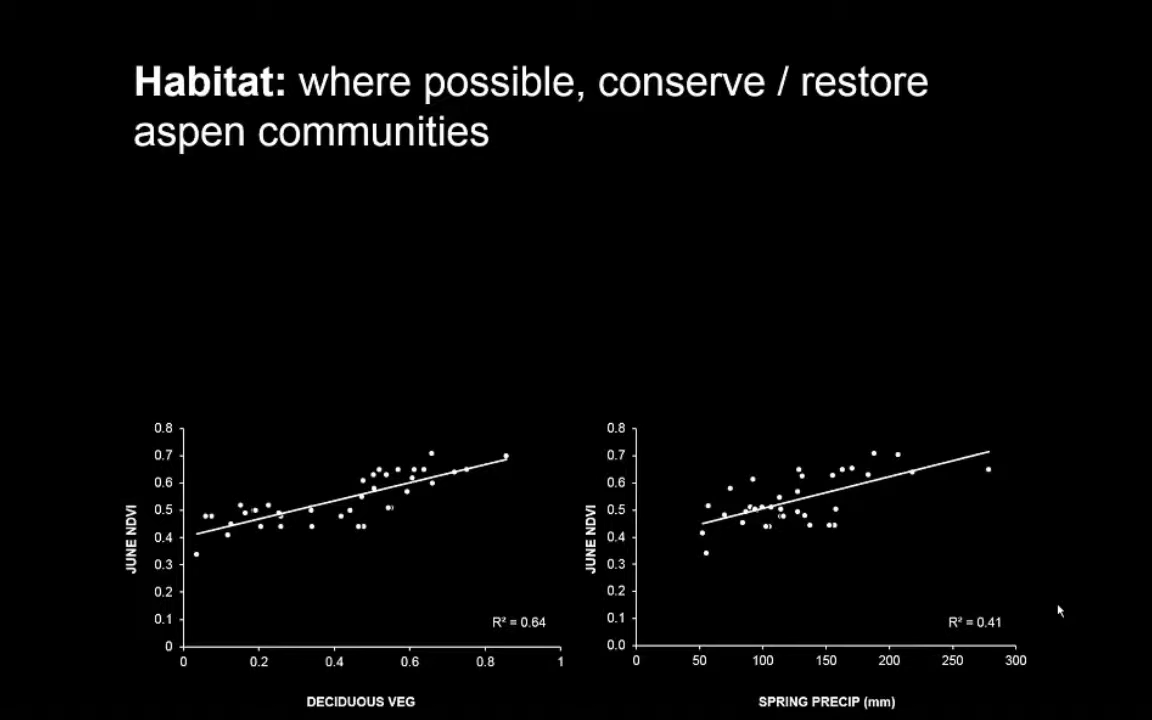 Habitat: where possible, conserve / restore
aspen communities
0.8
0.7
0.6
0.5
0.4
0.3
0.2
0.1
0
JUNE NDVI
R² = 0.64
0 0.2 0.4 0.6 0.8 1
DECIDUOUS VEG
0.8
0.7
0.6
0.5
0.4
0.3
0.2
0.1
0.0
JUNE NDVI
R² = 0.41
0 50 100 150 200 250 300
SPRING PRECIP (mm)